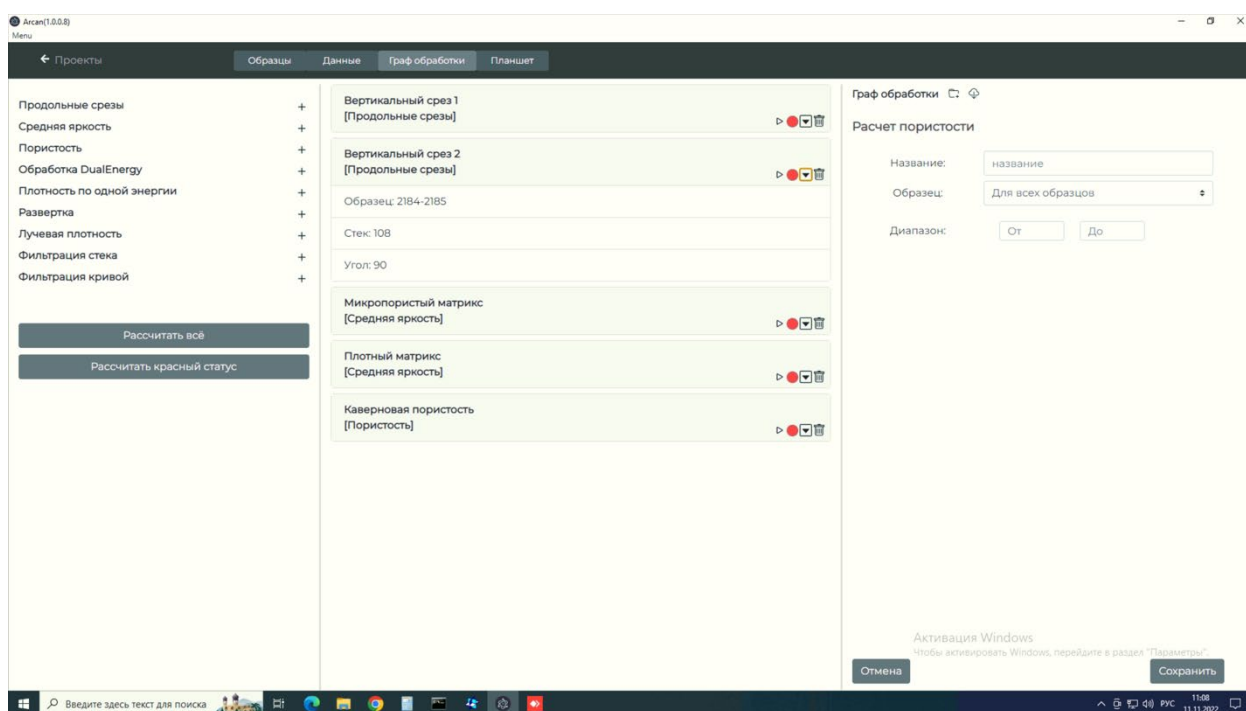 Arcan(1.0.0.8)
Menu
Проекты
Образцы
Данные
Граф обработки
Планшет
Продольные срезы
Средняя яркость
Пористость
Обработка DualEnergy
Плотность по одной энергии
Развертка
Лучевая плотность
Фильтрация стека
Фильтрация кривой
Рассчитать всё
Рассчитать красный статус
Вертикальный срез 1
[Продольные срезы]
Вертикальный срез 2
[Продольные срезы]
Образец: 2184-2185
Стек: 108
Угол: 90
Микропористый матрикс
[Средняя яркость]
Плотный матрикс
[Средняя яркость]
Каверновая пористость
[Пористость]
Граф обработки
Расчет пористости
Название:
название
Образец:
Для всех образцов
Диапазон:
От
До
Активация Windows
Чтобы активировать Windows, перейдите в раздел "Параметры".
Отмена
Сохранить
Введите здесь текст для поиска
РУС
11:08
11.11.2022